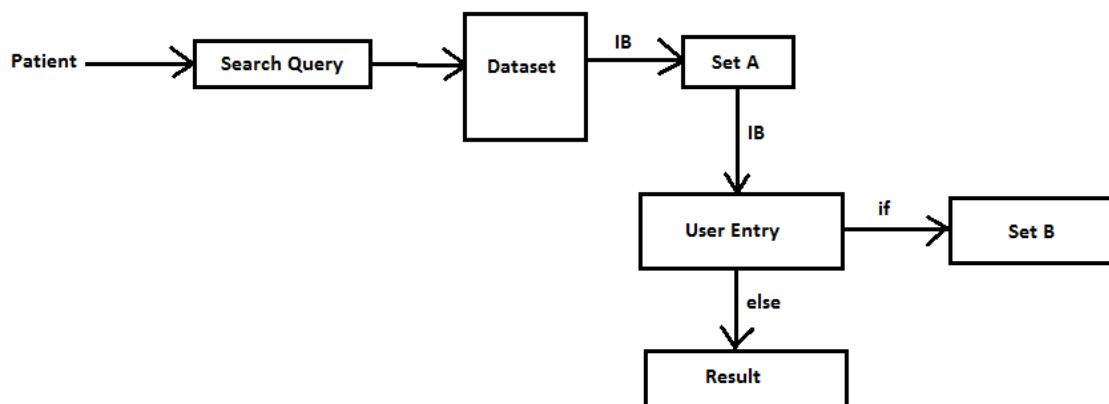 Patient
Search Query
Dataset
IB
Set A
IB
User Entry
if
Set B
else
Result